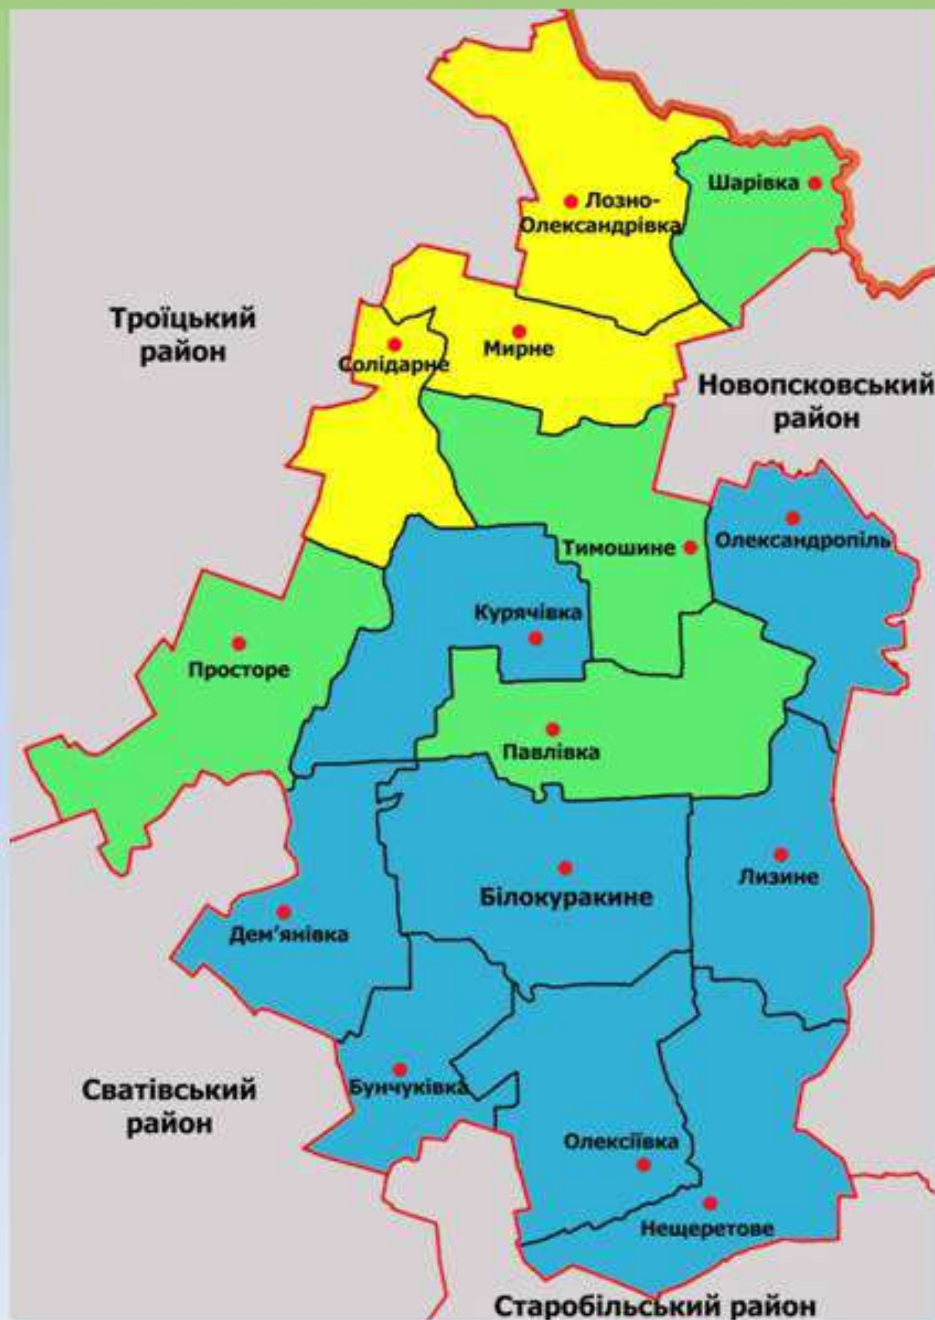 Шарівка
Лозно-
Олександрівка
Троїцький
район
Солідарне
Мирне
Новопсковський
район
Олександропіль
Тимошине
Курячівка
Просторе
Павлівка
Білокуракине
Лизине
Дем'янівка
Сватівський
район
Бунчуківка
Олексіївка
Нещеретове
Старобільський район